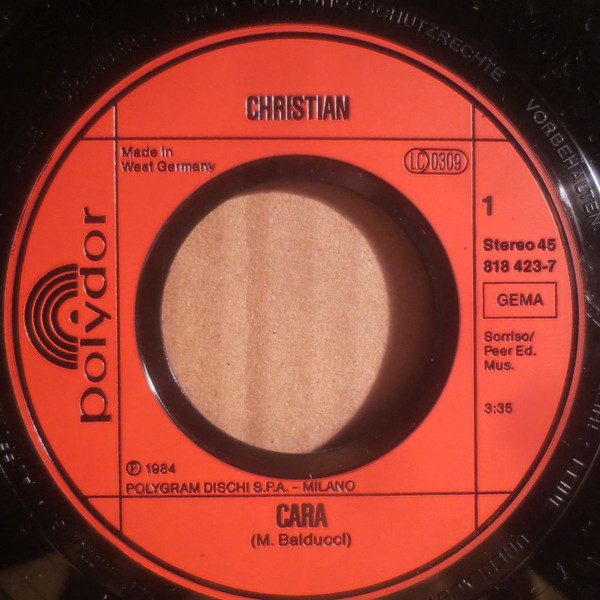 CHRISTIAN
Made In
West Germany
LC 0309
1
Stereo 45
818 423-7
GEMA
Sorriso/
Peer Ed.
Mus.
3:35
polydor
℗ 1984
POLYGRAM DISCHI S.P.A. – MILANO
CARA
(M. Balducci)
VORBEHALTEN.